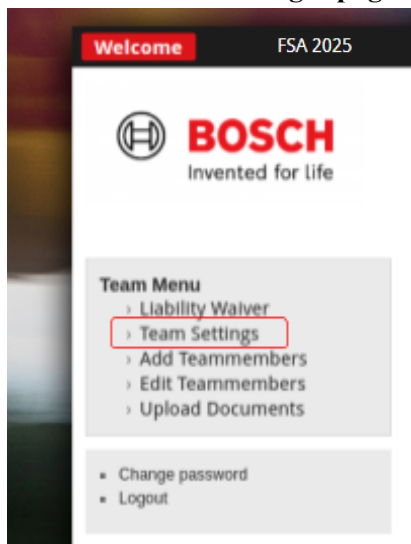 Welcome FSA 2025
BOSCH
Invented for life
Team Menu
› Liability Waiver
› Team Settings
› Add Teammembers
› Edit Teammembers
› Upload Documents
▪ Change password
▪ Logout